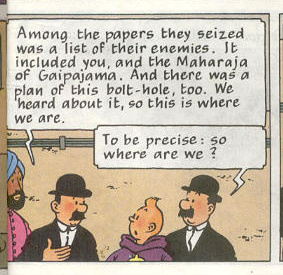 Among the papers they seized
was a list of their enemies. It
included you, and the Maharaja
of Gaipajama. And there was a
plan of this bolt-hole, too. We
heard about it, so this is where
we are.
To be precise: so
where are we?